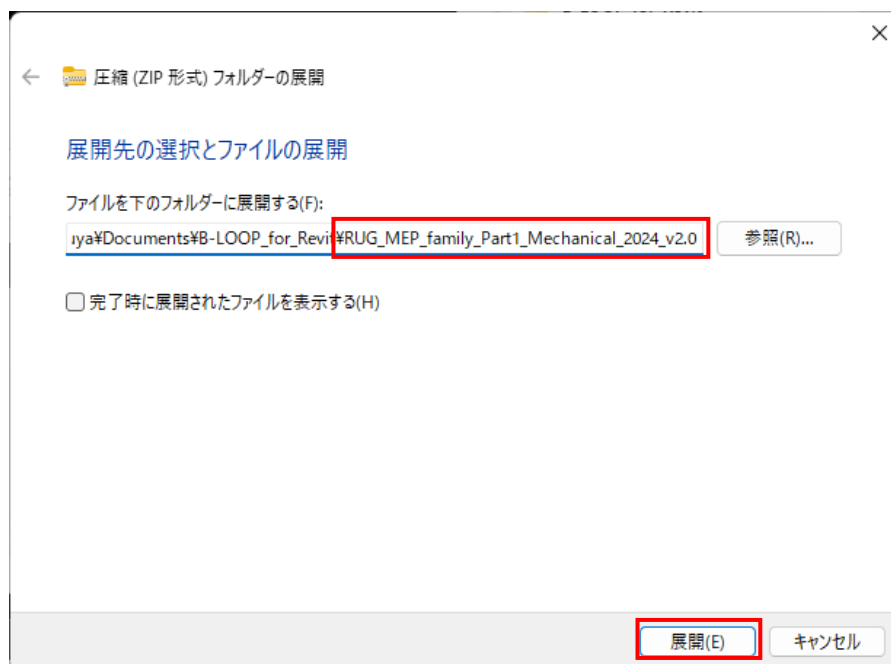 圧縮 (ZIP 形式) フォルダーの展開
展開先の選択とファイルの展開
ファイルを下のフォルダーに展開する(F):
ya¥Documents¥B-LOOP_for_Revit¥RUG_MEP_family_Part1_Mechanical_2024_v2.0 参照(R)...
完了時に展開されたファイルを表示する(H)
展開(E) キャンセル